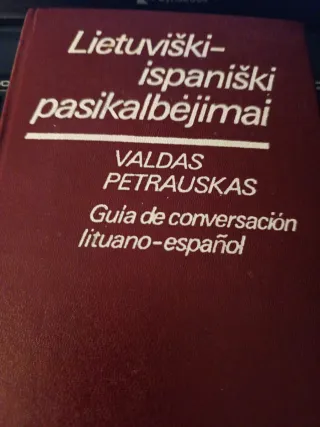 Lietuviški-
ispaniški
pasikalbėjimai
VALDAS
PETRAUSKAS
Guia de conversación
lituano-español